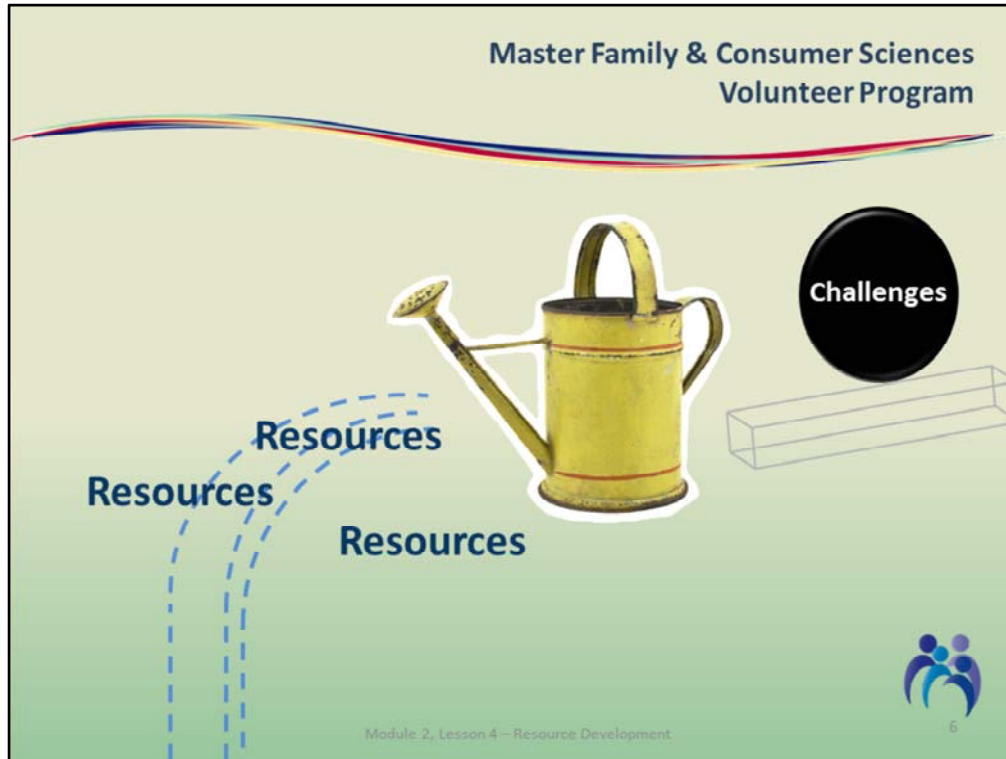 Master Family & Consumer Sciences
Volunteer Program
Challenges
Resources
Resources
Resources
Module 2, Lesson 4 – Resource Development
6